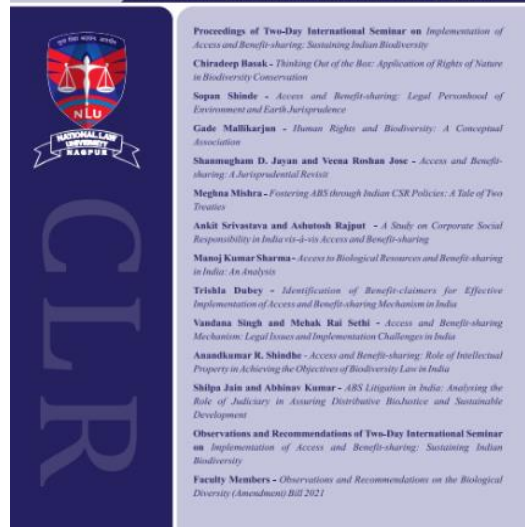 NLU
NATIONAL LAW
UNIVERSITY
NAGPUR
CLR
Proceedings of Two-Day International Seminar on Implementation of
Access and Benefit-sharing: Sustaining Indian Biodiversity
Chiradeep Basak - Thinking Out of the Box: Application of Rights of Nature
in Biodiversity Conservation
Sopan Shinde - Access and Benefit-sharing: Legal Personhood of
Environment and Earth Jurisprudence
Gade Mallikarjun - Human Rights and Biodiversity: A Conceptual
Association
Shanmugham D. Jayan and Veena Roshan Jose - Access and Benefit-
sharing: A Jurisprudential Revisit
Meghna Mishra - Fostering ABS through Indian CSR Policies: A Tale of Two
Treaties
Ankit Srivastava and Ashutosh Rajput - A Study on Corporate Social
Responsibility in India vis-à-vis Access and Benefit-sharing
Manoj Kumar Sharma - Access to Biological Resources and Benefit-sharing
in India: An Analysis
Trishla Dubey - Identification of Benefit-claimers for Effective
Implementation of Access and Benefit-sharing Mechanism in India
Vandana Singh and Mehak Rai Sethi - Access and Benefit-sharing
Mechanism: Legal Issues and Implementation Challenges in India
Anandkumar R. Shindhe - Access and Benefit-sharing: Role of Intellectual
Property in Achieving the Objectives of Biodiversity Law in India
Shilpa Jain and Abhinav Kumar - ABS Litigation in India: Analysing the
Role of Judiciary in Assuring Distributive BioJustice and Sustainable
Development
Observations and Recommendations of Two-Day International Seminar
on Implementation of Access and Benefit-sharing: Sustaining Indian
Biodiversity
Faculty Members - Observations and Recommendations on the Biological
Diversity (Amendment) Bill 2021